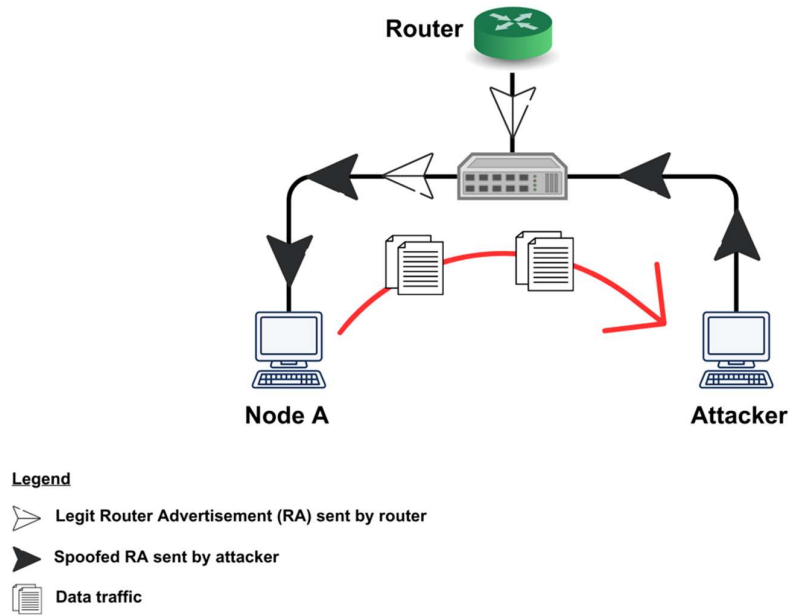 Router
Node A
Attacker
Legend
Legit Router Advertisement (RA) sent by router
Spoofed RA sent by attacker
Data traffic